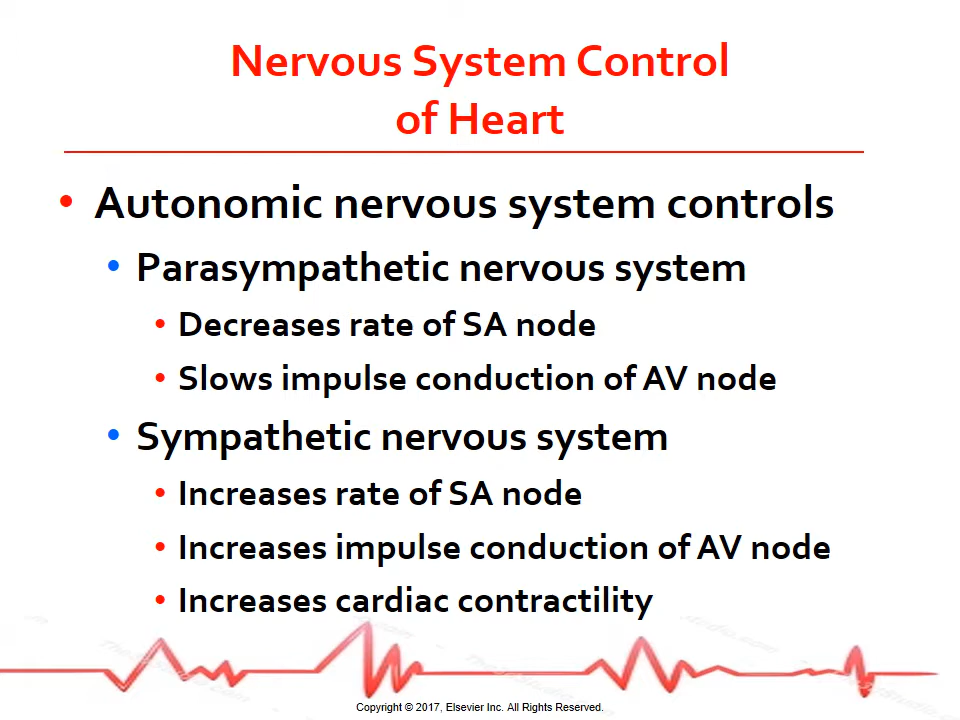 Nervous System Control
of Heart
• Autonomic nervous system controls
• Parasympathetic nervous system
• Decreases rate of SA node
• Slows impulse conduction of AV node
• Sympathetic nervous system
• Increases rate of SA node
• Increases impulse conduction of AV node
• Increases cardiac contractility
Copyright © 2017, Elsevier Inc. All Rights Reserved.